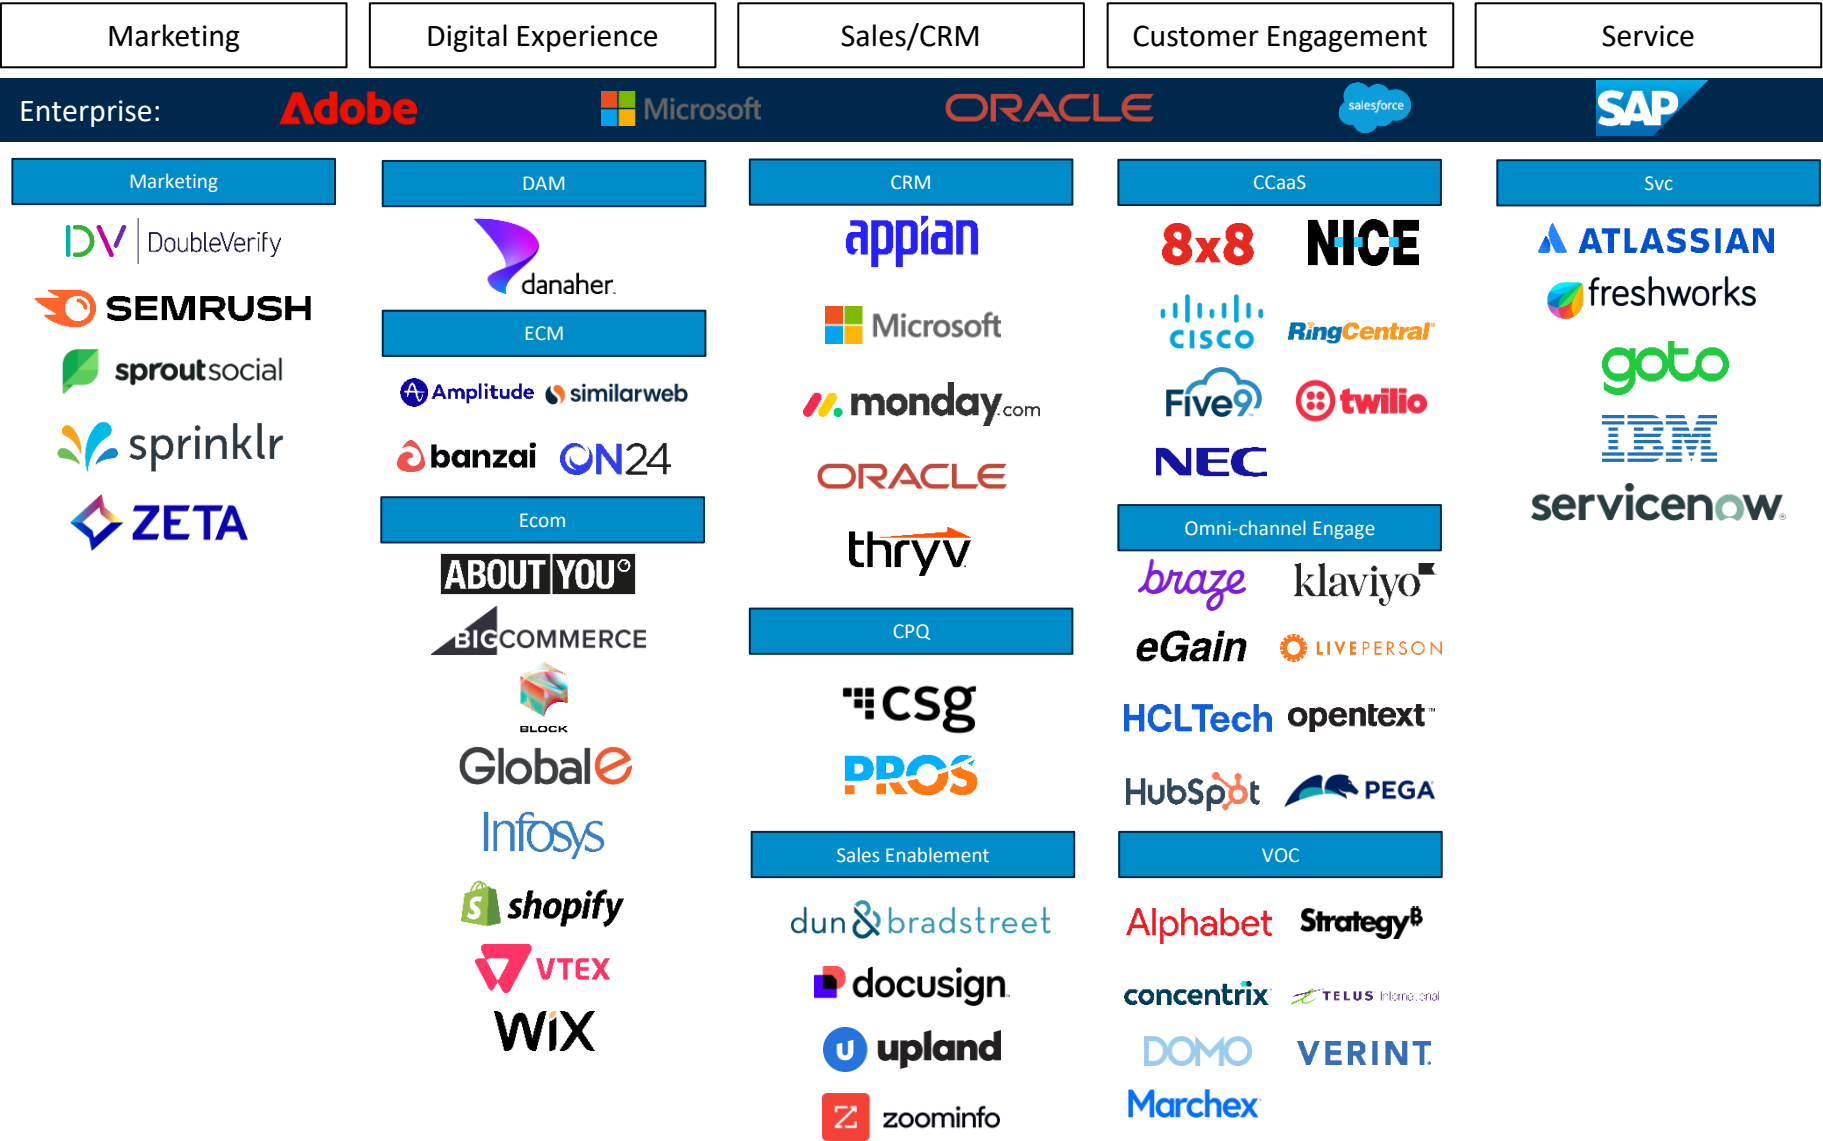 Marketing
Digital Experience
Sales/CRM
Customer Engagement
Service
Enterprise:
Adobe
Microsoft
ORACLE
salesforce
SAP
Marketing
DV DoubleVerify
SEMRUSH
sproutsocial
sprinklr
ZETA
DAM
danaher.
ECM
Amplitude
similarweb
banzai
ON24
Ecom
ABOUT YOU°
BIGCOMMERCE
BLOCK
Globale
Infosys
shopify
VTEX
WiX
CRM
appian
Microsoft
monday.com
ORACLE
thryv
CPQ
csg
PROS
Sales Enablement
dun & bradstreet
docusign
upland
zoominfo
CCaaS
8x8
NICE
CISCO
RingCentral
Five9
twilio
NEC
Omni-channel Engage
braze
klaviyo
eGain
LIVEPERSON
HCLTech
opentext™
HubSpot
PEGA
VOC
Alphabet
Strategy₿
concentrix
TELUS International
DOMO
VERINT.
Marchex
Svc
ATLASSIAN
freshworks
goto
IBM
servicenow®